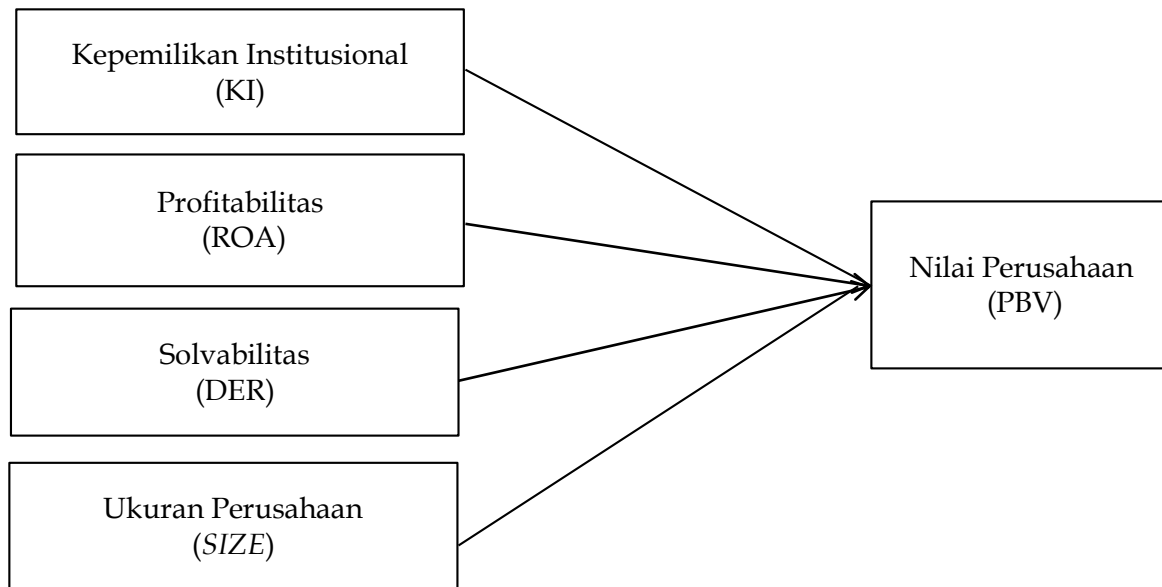 Kepemilikan Institusional
(KI)
Profitabilitas
(ROA)
Solvabilitas
(DER)
Ukuran Perusahaan
(SIZE)
Nilai Perusahaan
(PBV)